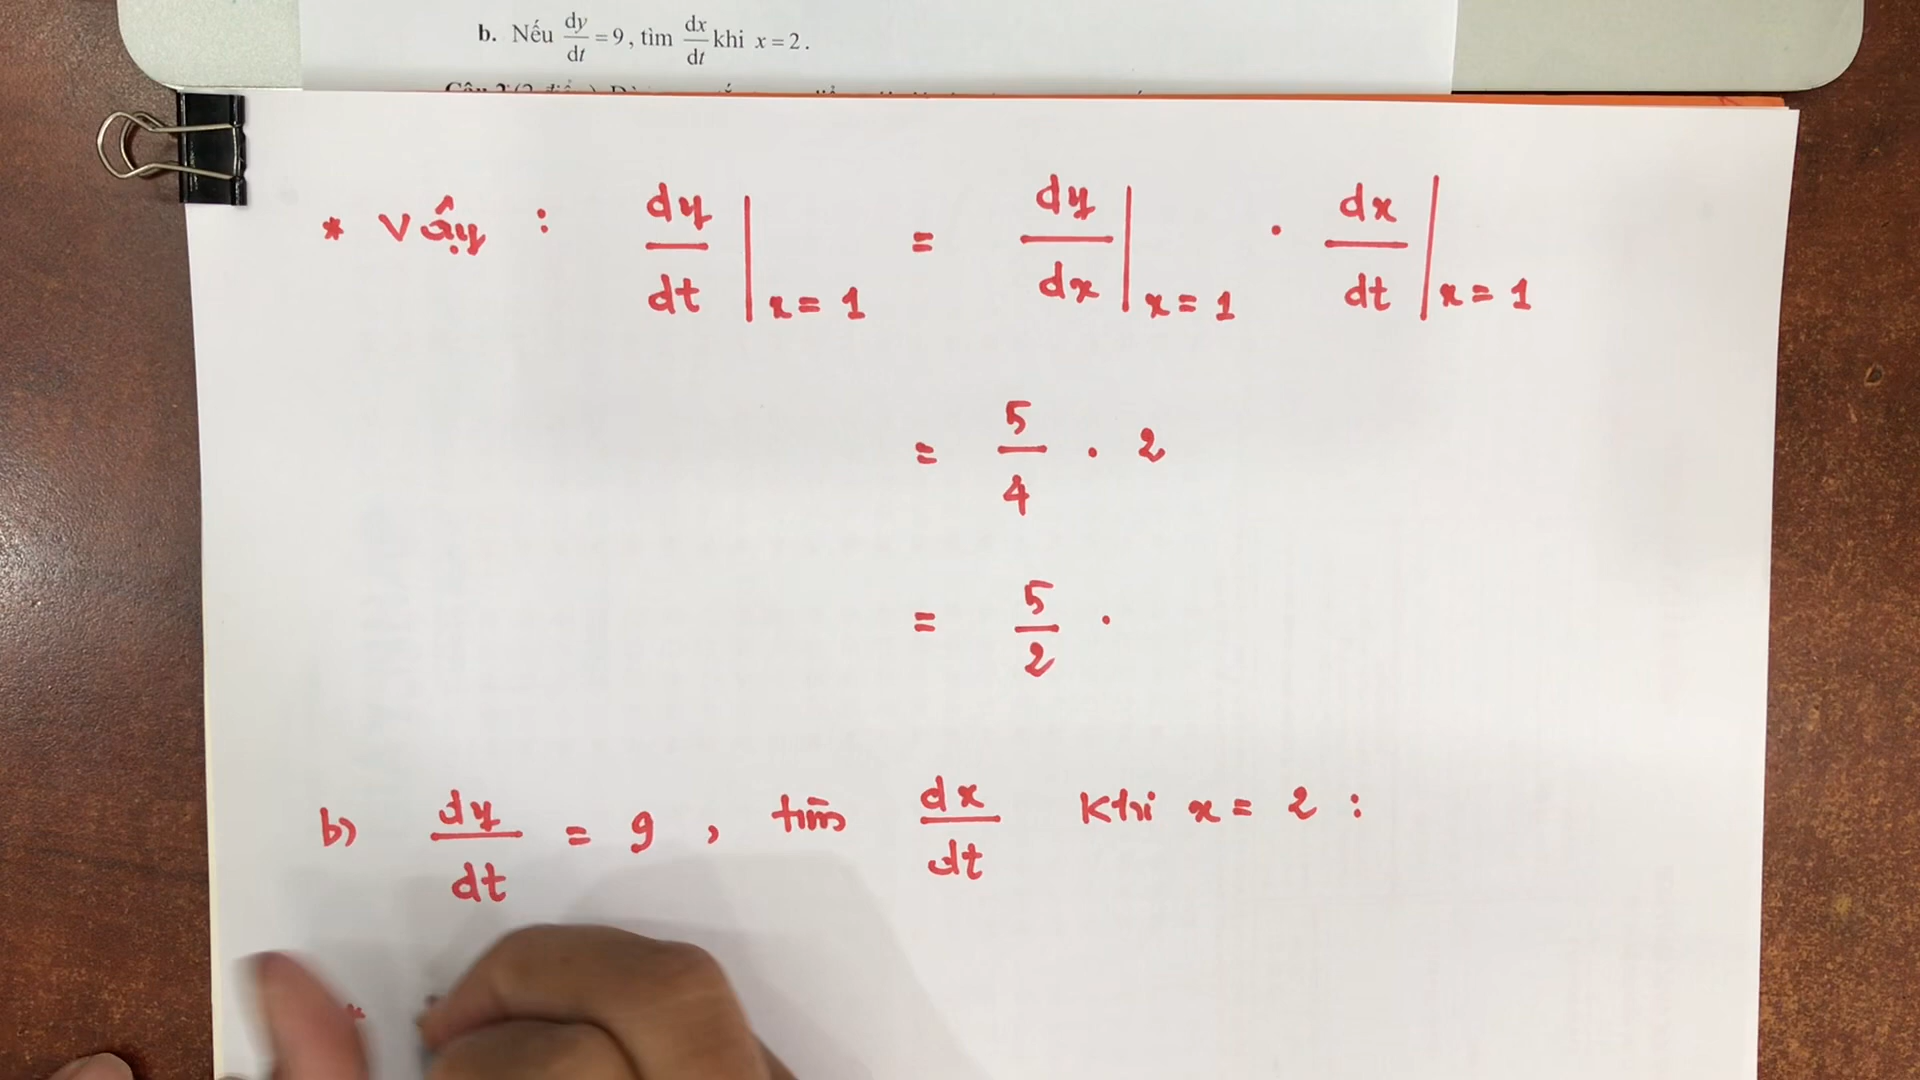 b. Nếu dy/dt = 9, tìm dx/dt khi x = 2.
* Vậy : dy/dt |x=1 = dy/dx |x=1 · dx/dt |x=1
= 5/4 · 2
= 5/2 .
b) dy/dt = 9 , tìm dx/dt khi x = 2 :
*